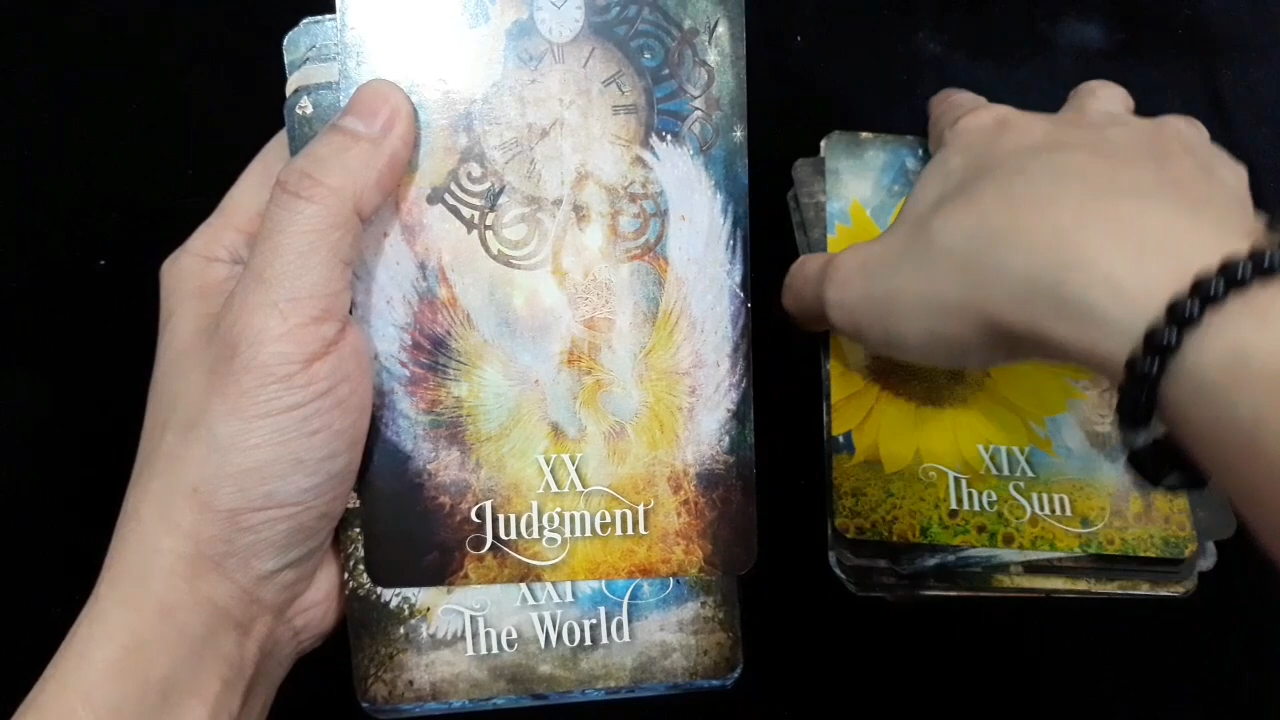 XX
Judgment
XXI
The World
XIX
The Sun